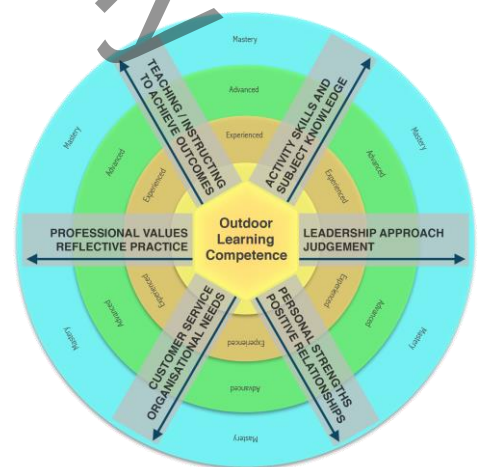 Mastery
Advanced
Experienced
TEACHING / INSTRUCTING
TO ACHIEVE OUTCOMES
ACTIVITY SKILLS AND
SUBJECT KNOWLEDGE
Mastery
Advanced
Experienced
Mastery
Advanced
Experienced
PROFESSIONAL VALUES
REFLECTIVE PRACTICE
Outdoor
Learning
Competence
LEADERSHIP APPROACH
JUDGEMENT
Experienced
Advanced
Mastery
Experienced
Advanced
Mastery
CUSTOMER SERVICE
ORGANISATIONAL NEEDS
PERSONAL STRENGTHS
POSITIVE RELATIONSHIPS
Experienced
Advanced
Mastery